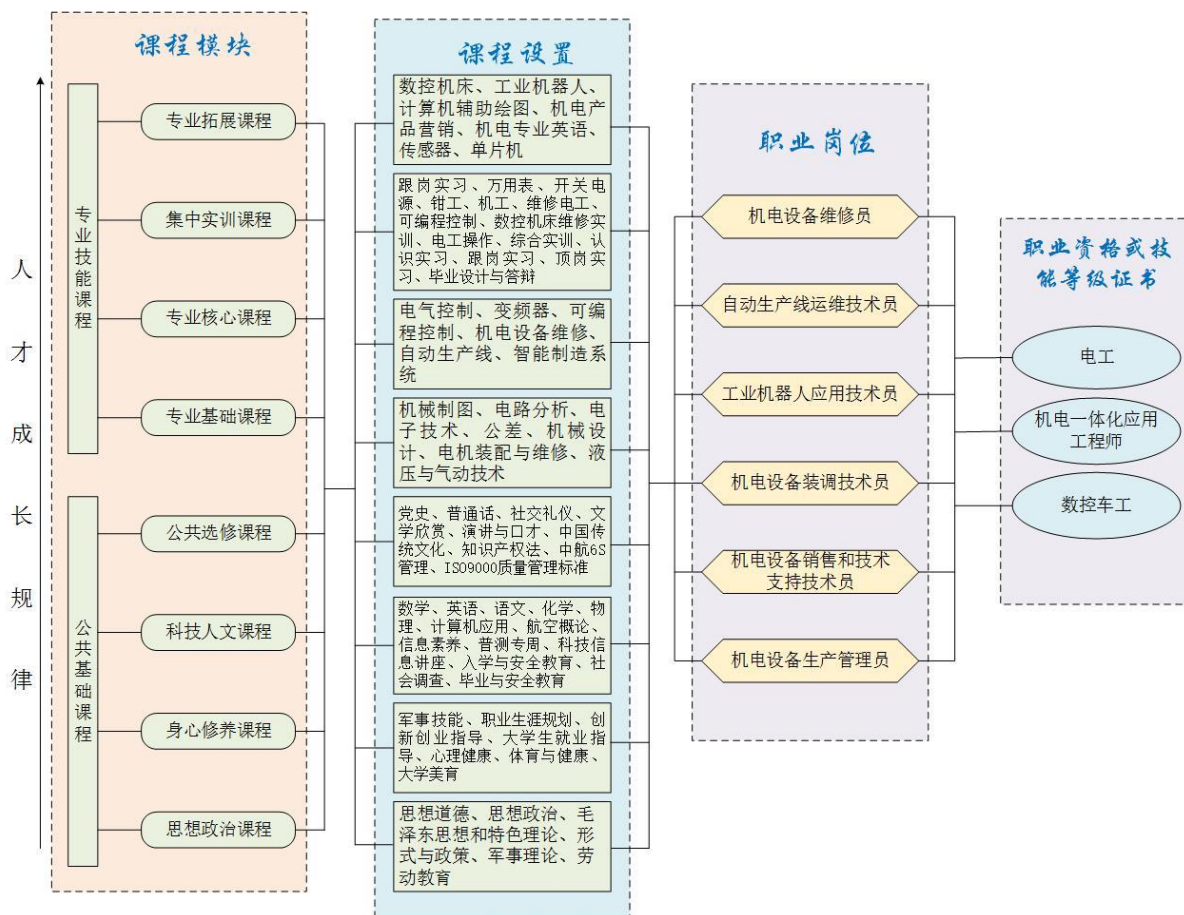 人才成长规律
课程模块
专业技能课程
专业拓展课程
集中实训课程
专业核心课程
专业基础课程
公共基础课程
公共选修课程
科技人文课程
身心修养课程
思想政治课程
课程设置
数控机床、工业机器人、
计算机辅助绘图、机电产
品营销、机电专业英语、
传感器、单片机
跟岗实习、万用表、开关电
源、钳工、机工、维修电工、
可编程控制、数控机床维修实
训、电工操作、综合实训、认
识实习、跟岗实习、顶岗实
习、毕业设计与答辩
电气控制、变频器、可编
程控制、机电设备维修、
自动生产线、智能制造系
统
机械制图、电路分析、电
子技术、公差、机械设
计、电机装配与维修、液
压与气动技术
党史、普通话、社交礼仪、文
学欣赏、演讲与口才、中国传
统文化、知识产权法、中航6S
管理、ISO9000质量管理标准
数学、英语、语文、化学、物
理、计算机应用、航空概论、
信息素养、普测专周、科技信
息讲座、入学与安全教育、社
会调查、毕业与安全教育
军事技能、职业生涯规划、创
新创业指导、大学生就业指
导、心理健康、体育与健康、
大学美育
思想道德、思想政治、毛
泽东思想和特色理论、形
式与政策、军事理论、劳
动教育
职业岗位
机电设备维修员
自动生产线运维技术员
工业机器人应用技术员
机电设备装调技术员
机电设备销售和技术
支持技术员
机电设备生产管理员
职业资格或技
能等级证书
电工
机电一体化应用
工程师
数控车工